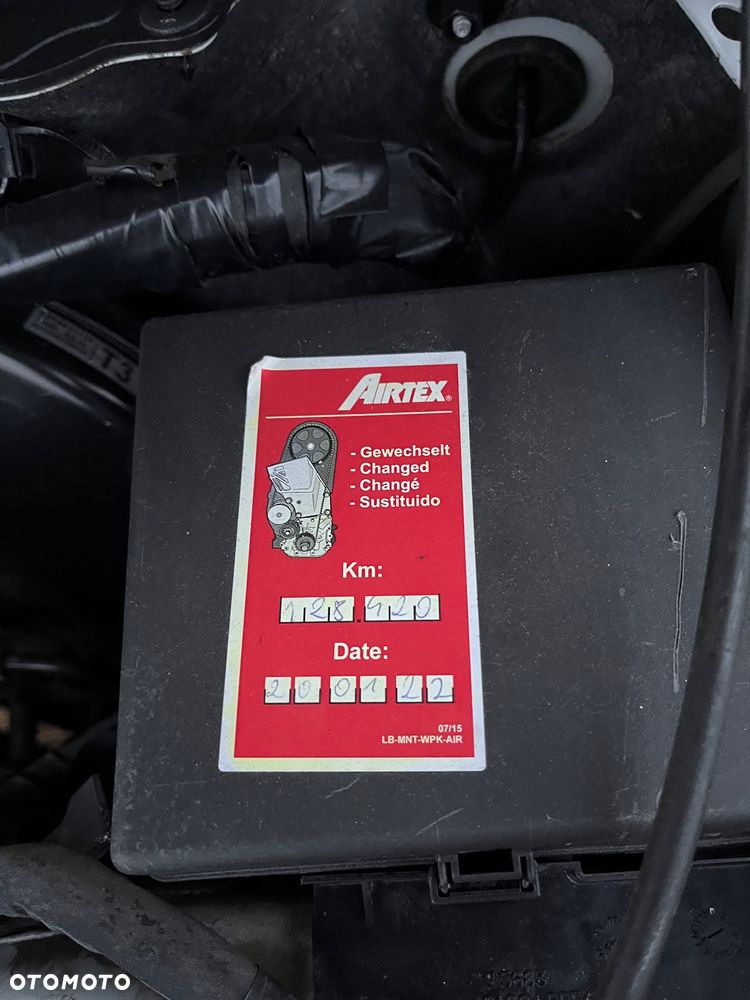 AIRTEX®
- Gewechselt
- Changed
- Changé
- Sustituido
Km:
128.420
Date:
20 01 22
07/15
LB-MNT-WPK-AIR
OTOMOTO